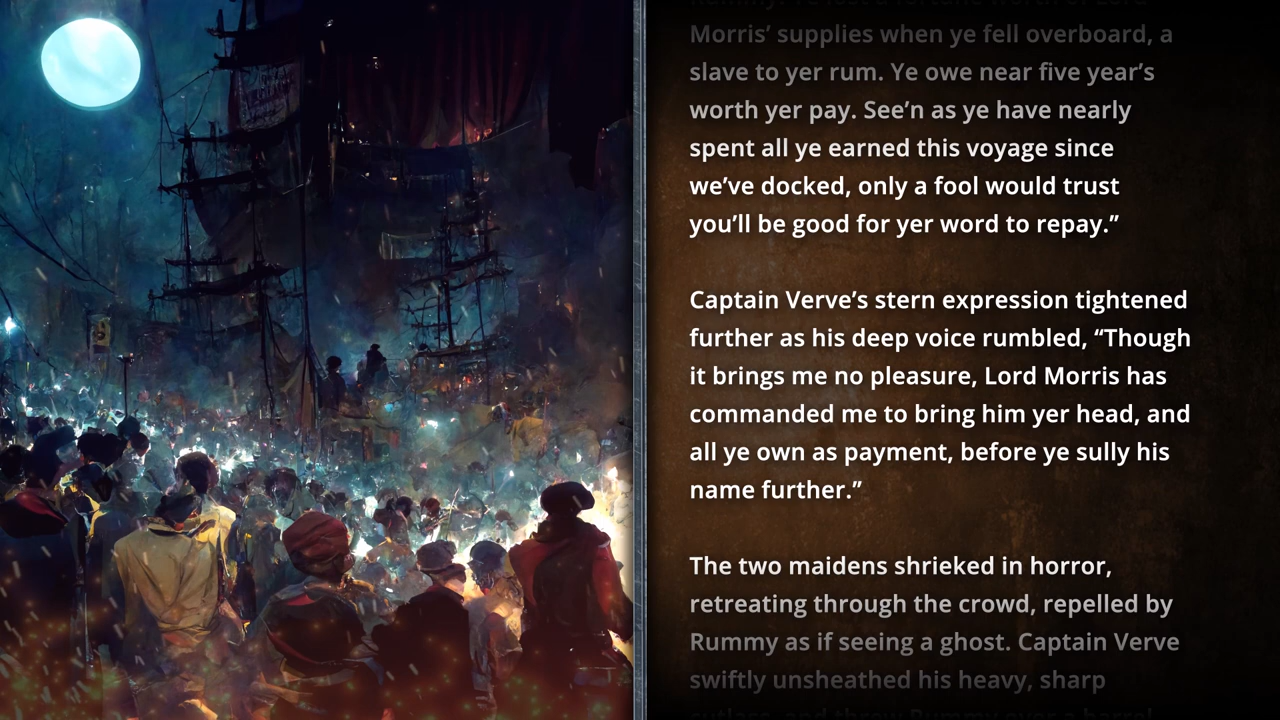 Morris’ supplies when ye fell overboard, a
slave to yer rum. Ye owe near five year’s
worth yer pay. See’n as ye have nearly
spent all ye earned this voyage since
we’ve docked, only a fool would trust
you’ll be good for yer word to repay.”
Captain Verve’s stern expression tightened
further as his deep voice rumbled, “Though
it brings me no pleasure, Lord Morris has
commanded me to bring him yer head, and
all ye own as payment, before ye sully his
name further.”
The two maidens shrieked in horror,
retreating through the crowd, repelled by
Rummy as if seeing a ghost. Captain Verve
swiftly unsheathed his heavy, sharp